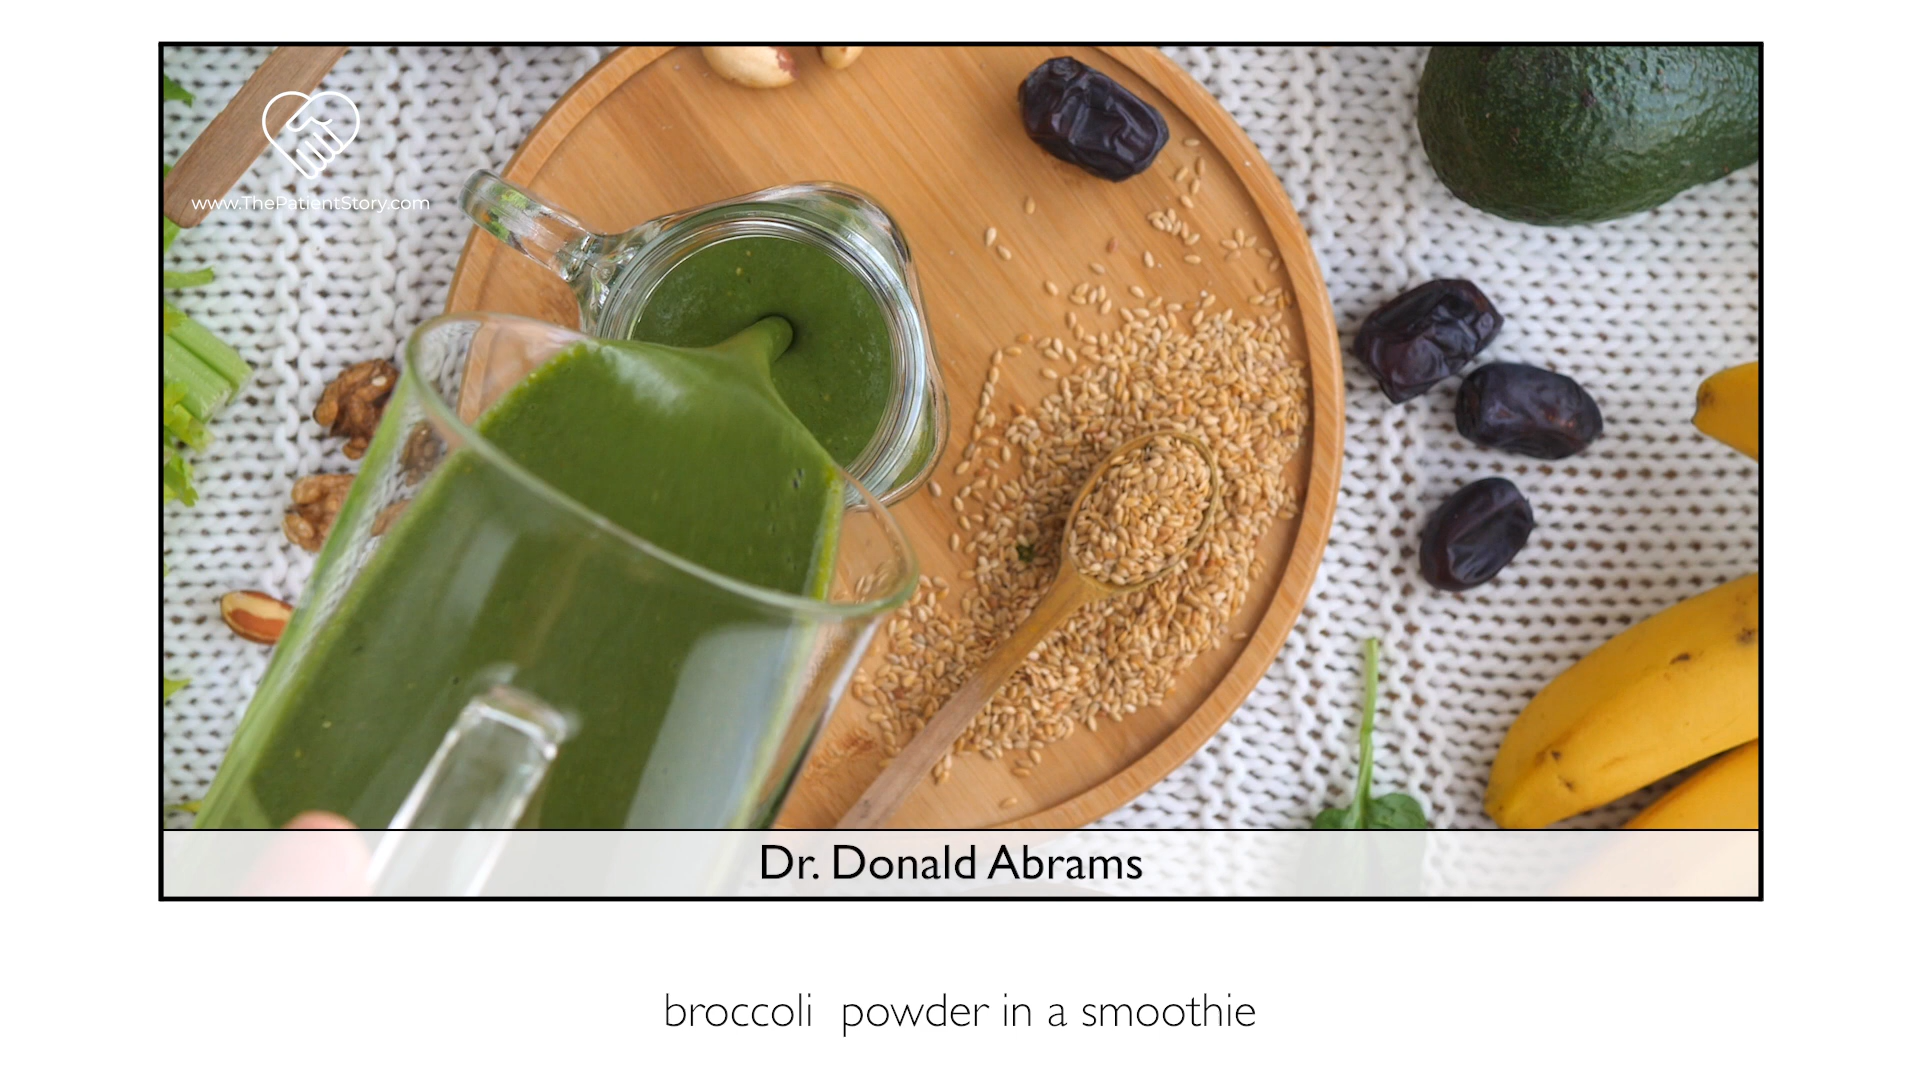 www.ThePatientStory.com
Dr. Donald Abrams
broccoli  powder in a smoothie